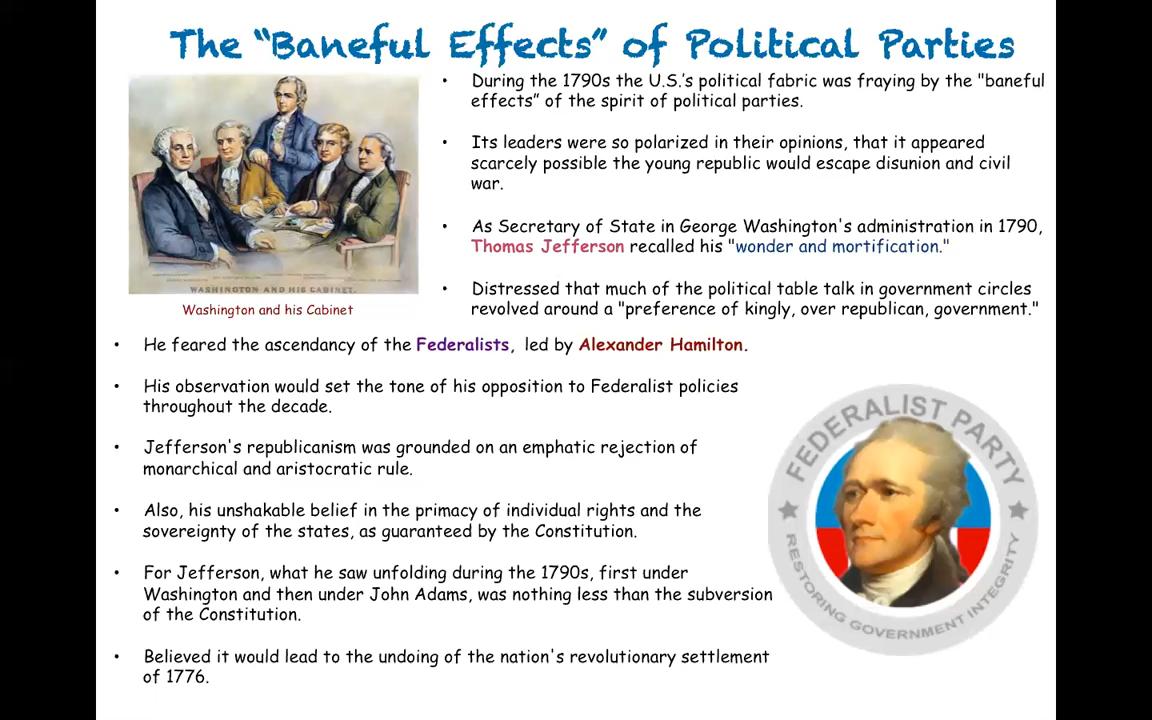 The “Baneful Effects” of Political Parties
• During the 1790s the U.S.’s political fabric was fraying by the "baneful
effects” of the spirit of political parties.
• Its leaders were so polarized in their opinions, that it appeared
scarcely possible the young republic would escape disunion and civil
war.
• As Secretary of State in George Washington's administration in 1790,
Thomas Jefferson recalled his "wonder and mortification."
• Distressed that much of the political table talk in government circles
revolved around a "preference of kingly, over republican, government."
WASHINGTON AND HIS CABINET.
Washington and his Cabinet
• He feared the ascendancy of the Federalists, led by Alexander Hamilton.
• His observation would set the tone of his opposition to Federalist policies
throughout the decade.
• Jefferson's republicanism was grounded on an emphatic rejection of
monarchical and aristocratic rule.
• Also, his unshakable belief in the primacy of individual rights and the
sovereignty of the states, as guaranteed by the Constitution.
• For Jefferson, what he saw unfolding during the 1790s, first under
Washington and then under John Adams, was nothing less than the subversion
of the Constitution.
• Believed it would lead to the undoing of the nation's revolutionary settlement
of 1776.
FEDERALIST PARTY
RESTORING GOVERNMENT INTEGRITY